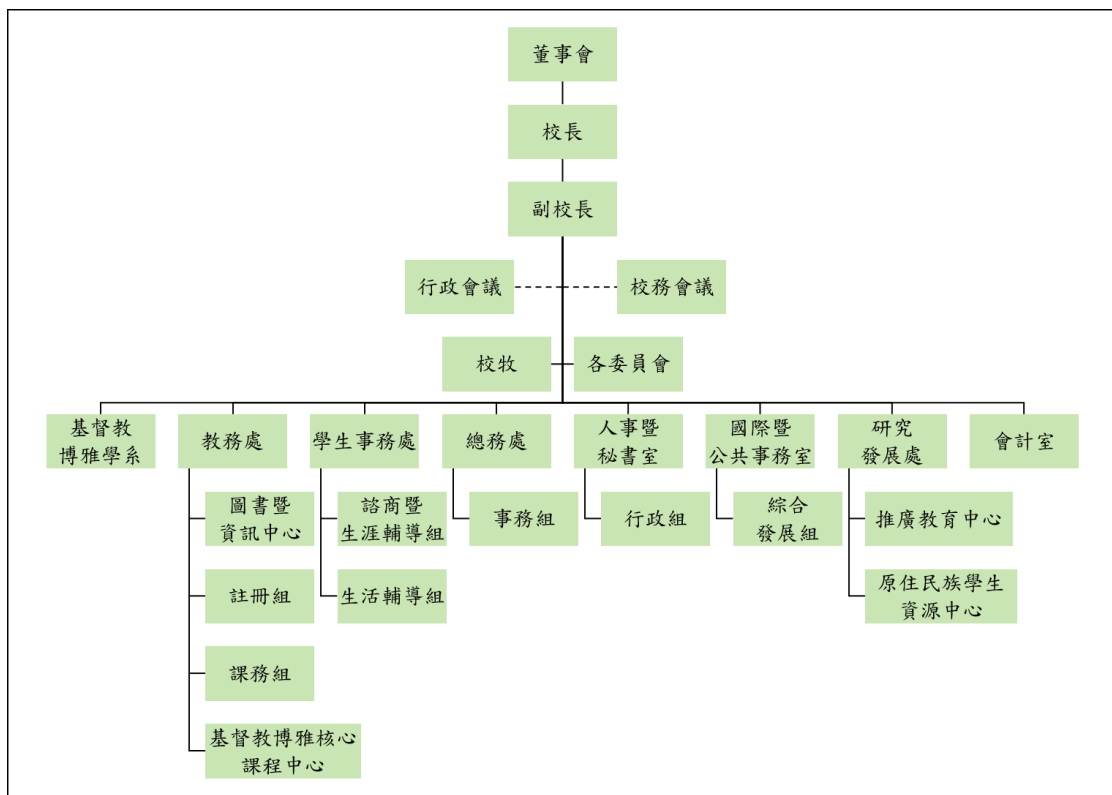 董事會
校長
副校長
行政會議
校務會議
校牧
各委員會
基督教
博雅學系
教務處
學生事務處
總務處
人事暨
秘書室
國際暨
公共事務室
研究
發展處
會計室
圖書暨
資訊中心
諮商暨
生涯輔導組
事務組
行政組
綜合
發展組
推廣教育中心
註冊組
生活輔導組
原住民族學生
資源中心
課務組
基督教博雅核心
課程中心